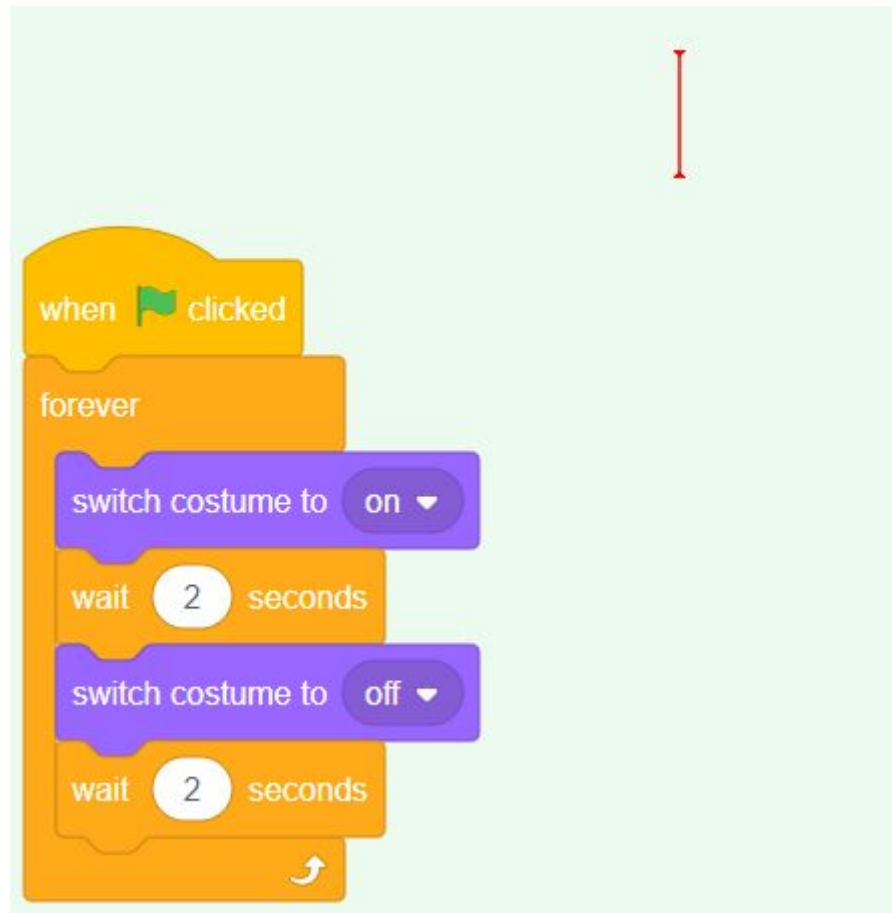 when clicked
forever
switch costume to on
wait 2 seconds
switch costume to off
wait 2 seconds